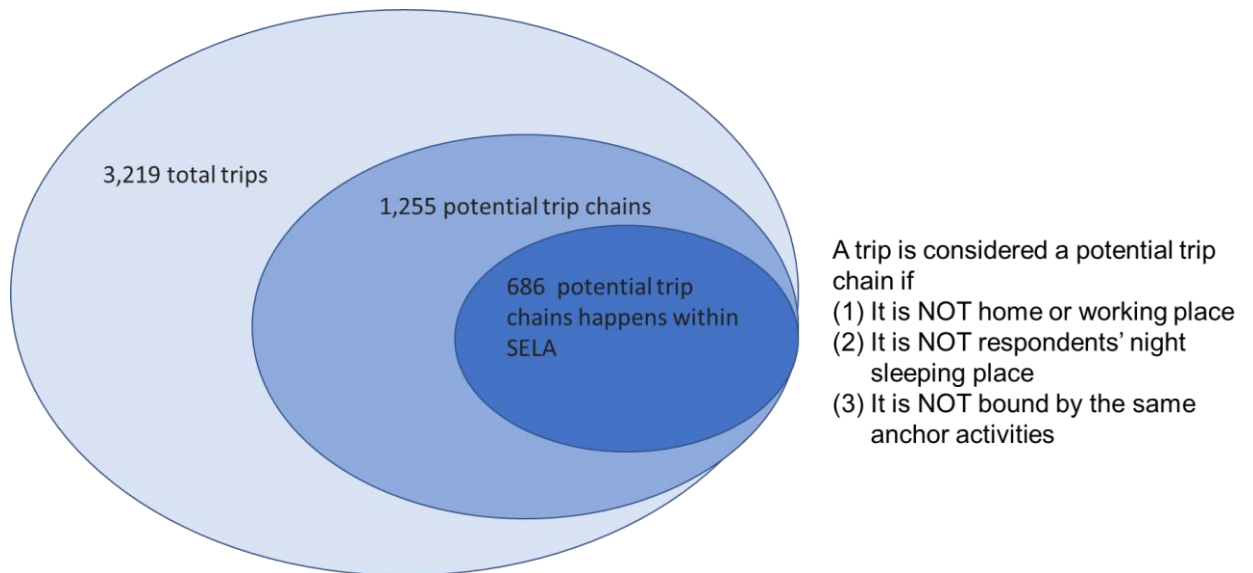 3,219 total trips
1,255 potential trip chains
686 potential trip
chains happens within
SELA
A trip is considered a potential trip
chain if
(1) It is NOT home or working place
(2) It is NOT respondents’ night
sleeping place
(3) It is NOT bound by the same
anchor activities